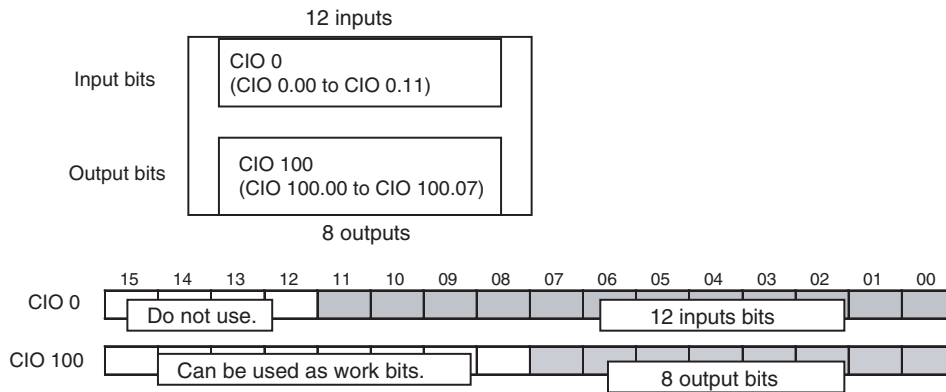 12 inputs
CIO 0
(CIO 0.00 to CIO 0.11)
Input bits
CIO 100
(CIO 100.00 to CIO 100.07)
Output bits
8 outputs
15 14 13 12 11 10 09 08 07 06 05 04 03 02 01 00
CIO 0
Do not use.
12 inputs bits
CIO 100
Can be used as work bits.
8 output bits